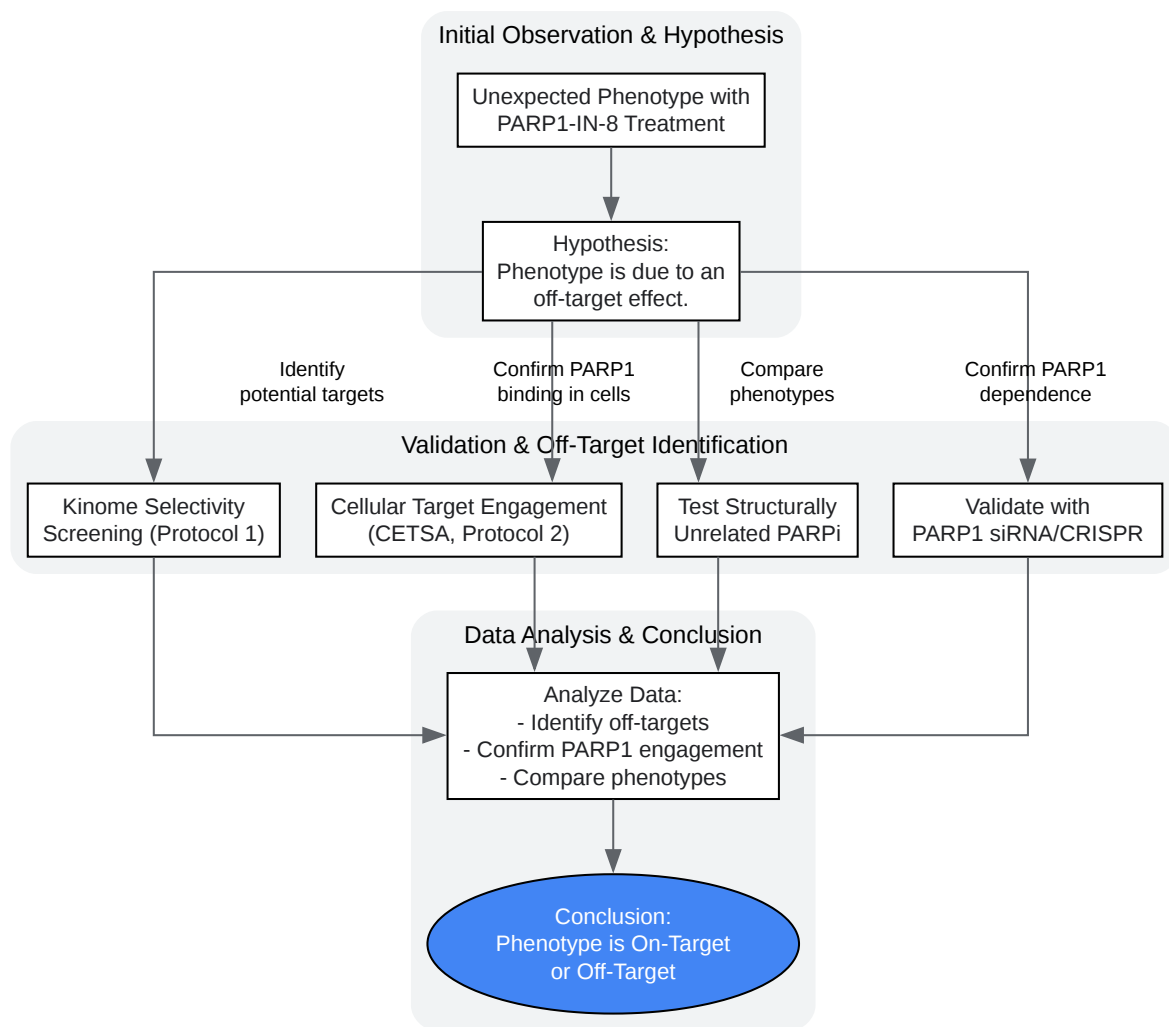 Initial Observation & Hypothesis
Unexpected Phenotype with
PARP1-IN-8 Treatment
Hypothesis:
Phenotype is due to an
off-target effect.
Identify
potential targets
Confirm PARP1
binding in cells
Compare
phenotypes
Confirm PARP1
dependence
Validation & Off-Target Identification
Kinome Selectivity
Screening (Protocol 1)
Cellular Target Engagement
(CETSA, Protocol 2)
Test Structurally
Unrelated PARPi
Validate with
PARP1 siRNA/CRISPR
Data Analysis & Conclusion
Analyze Data:
- Identify off-targets
- Confirm PARP1 engagement
- Compare phenotypes
Conclusion:
Phenotype is On-Target
or Off-Target